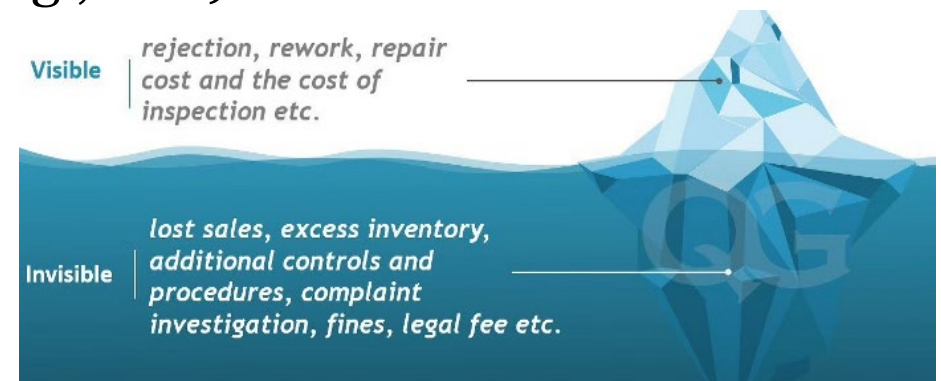 Visible
rejection, rework, repair
cost and the cost of
inspection etc.
Invisible
lost sales, excess inventory,
additional controls and
procedures, complaint
investigation, fines, legal fee etc.
QG